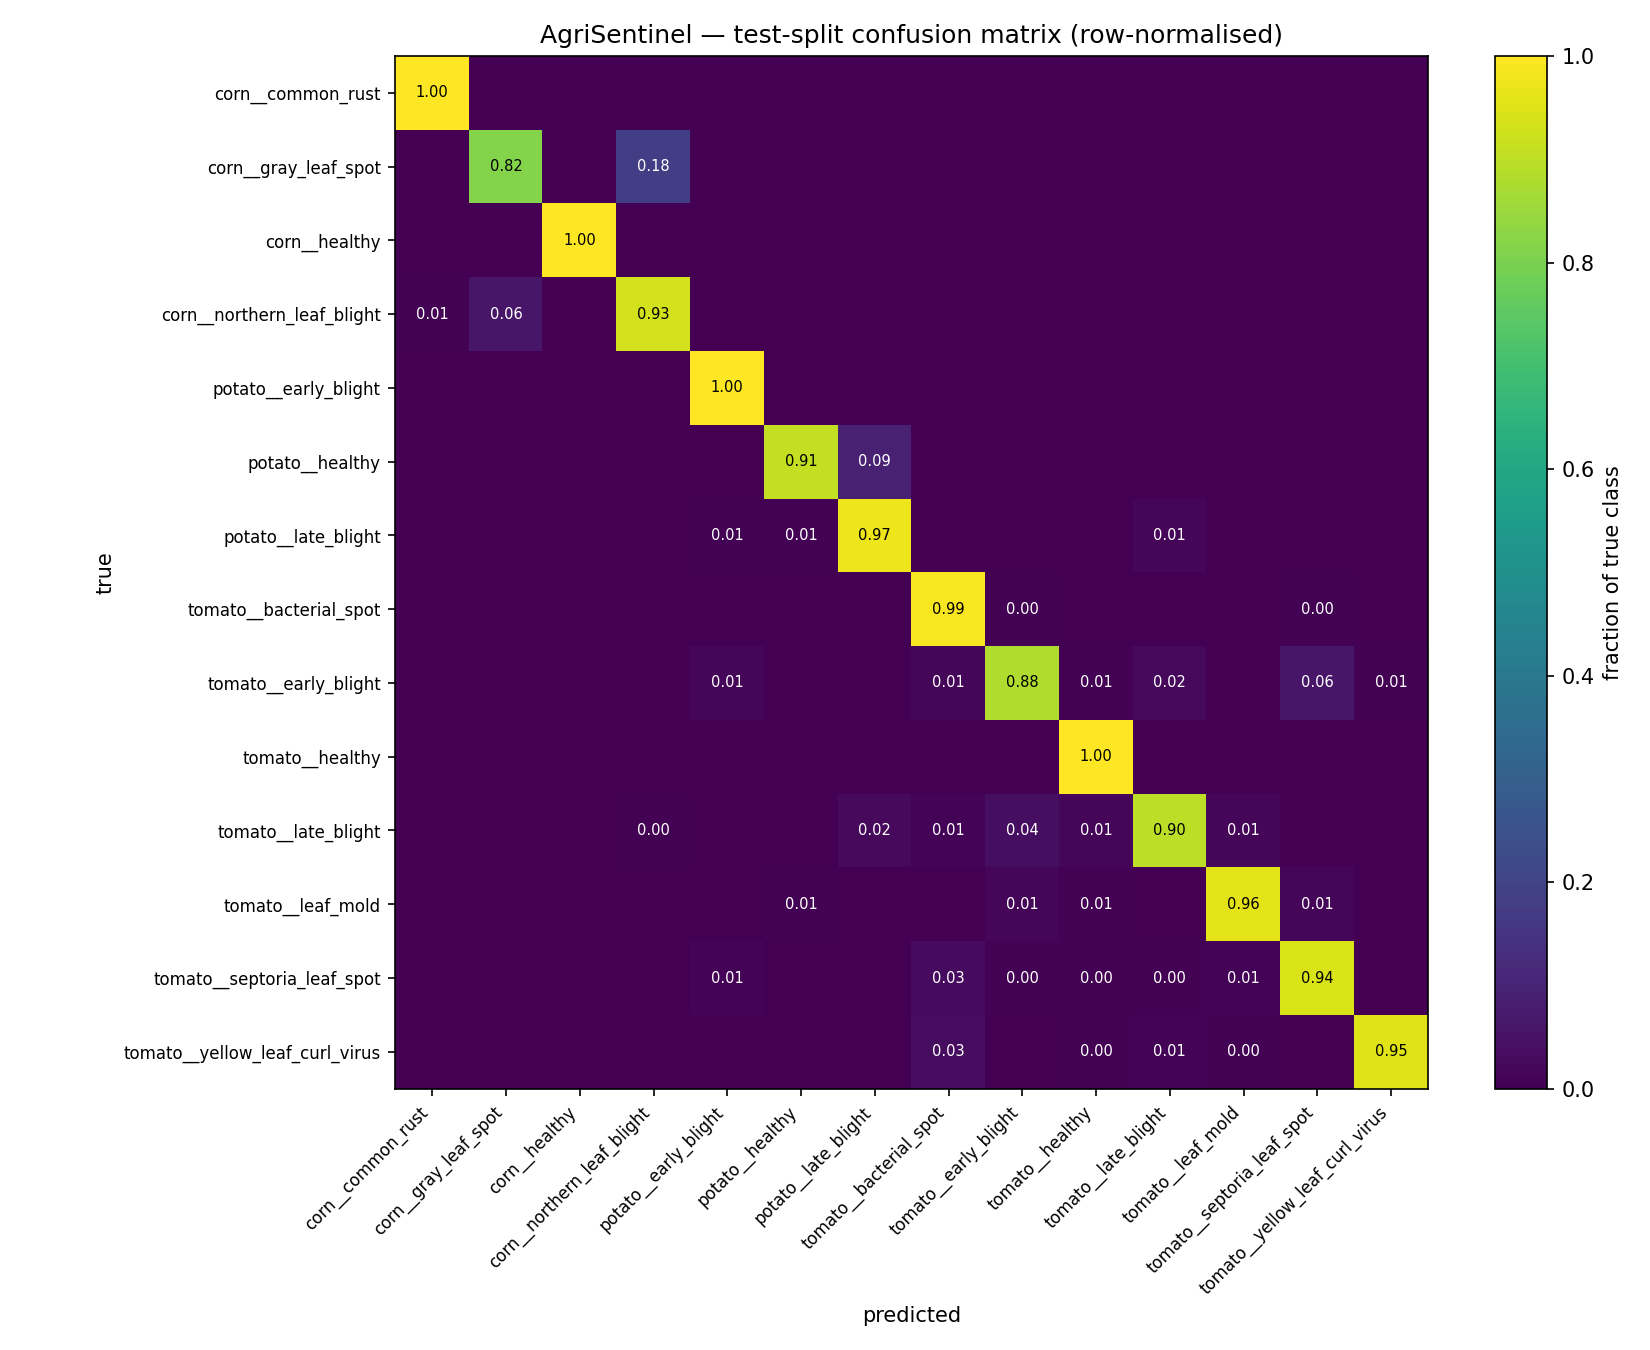 AgriSentinel — test-split confusion matrix (row-normalised)
corn__common_rust 1.00
corn__gray_leaf_spot 0.82 0.18
corn__healthy 1.00
corn__northern_leaf_blight 0.01 0.06 0.93
potato__early_blight 1.00
potato__healthy 0.91 0.09
potato__late_blight 0.01 0.01 0.97 0.01
tomato__bacterial_spot 0.99 0.00 0.00
tomato__early_blight 0.01 0.01 0.88 0.01 0.02 0.06 0.01
tomato__healthy 1.00
tomato__late_blight 0.00 0.02 0.01 0.04 0.01 0.90 0.01
tomato__leaf_mold 0.01 0.01 0.01 0.96 0.01
tomato__septoria_leaf_spot 0.01 0.03 0.00 0.00 0.00 0.01 0.94
tomato__yellow_leaf_curl_virus 0.03 0.00 0.01 0.00 0.95
true
corn__common_rust
corn__gray_leaf_spot
corn__healthy
corn__northern_leaf_blight
potato__early_blight
potato__healthy
potato__late_blight
tomato__bacterial_spot
tomato__early_blight
tomato__healthy
tomato__late_blight
tomato__leaf_mold
tomato__septoria_leaf_spot
tomato__yellow_leaf_curl_virus
predicted
1.0
0.8
0.6
0.4
0.2
0.0
fraction of true class